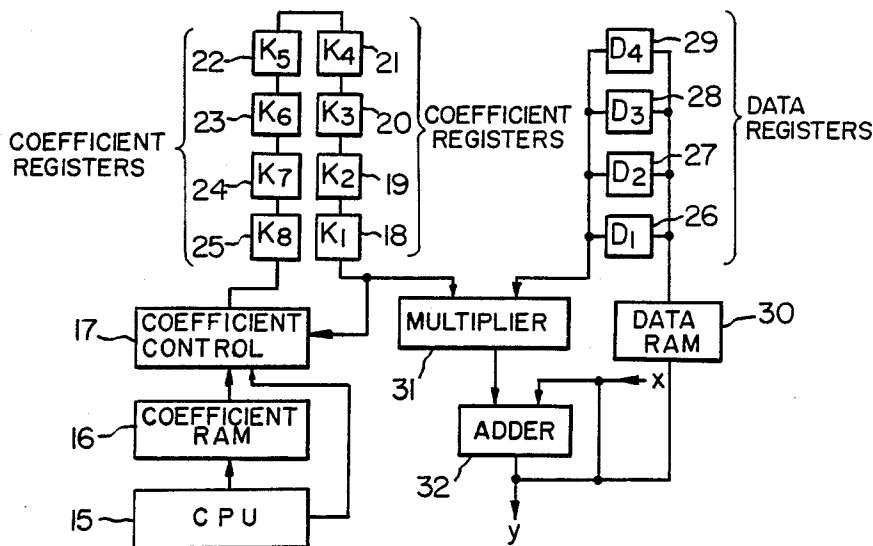 22 K5 K4 21
D4 29
23 K6 K3 20
D3 28
COEFFICIENT
REGISTERS
COEFFICIENT
REGISTERS
DATA
REGISTERS
24 K7 K2 19
D2 27
25 K8 K1 18
D1 26
17 COEFFICIENT
CONTROL
MULTIPLIER
31
DATA
RAM
30
x
16 COEFFICIENT
RAM
ADDER
32
15 CPU
y